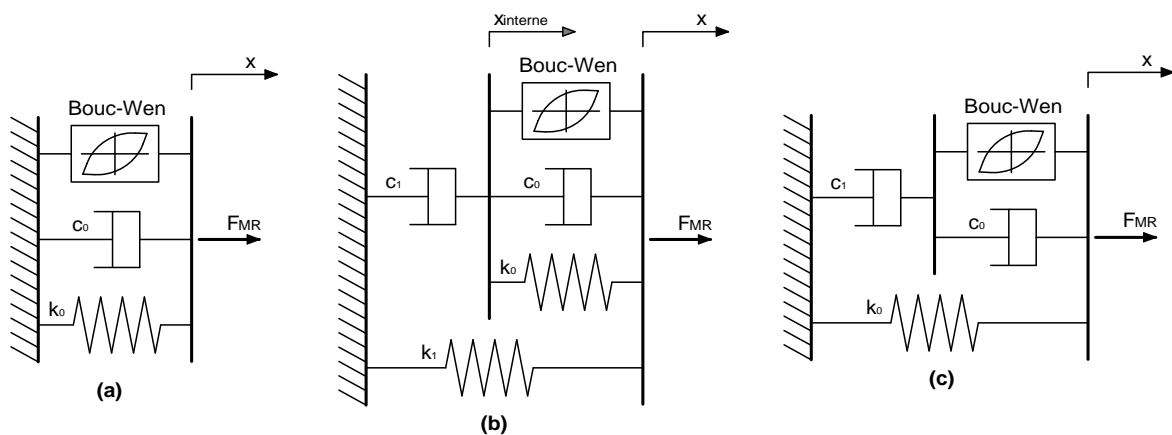 x
Bouc-Wen
c₀
FMR
k₀
(a)
xinterne
x
Bouc-Wen
c₁
c₀
FMR
k₀
k₁
(b)
x
Bouc-Wen
c₁
c₀
FMR
k₀
(c)